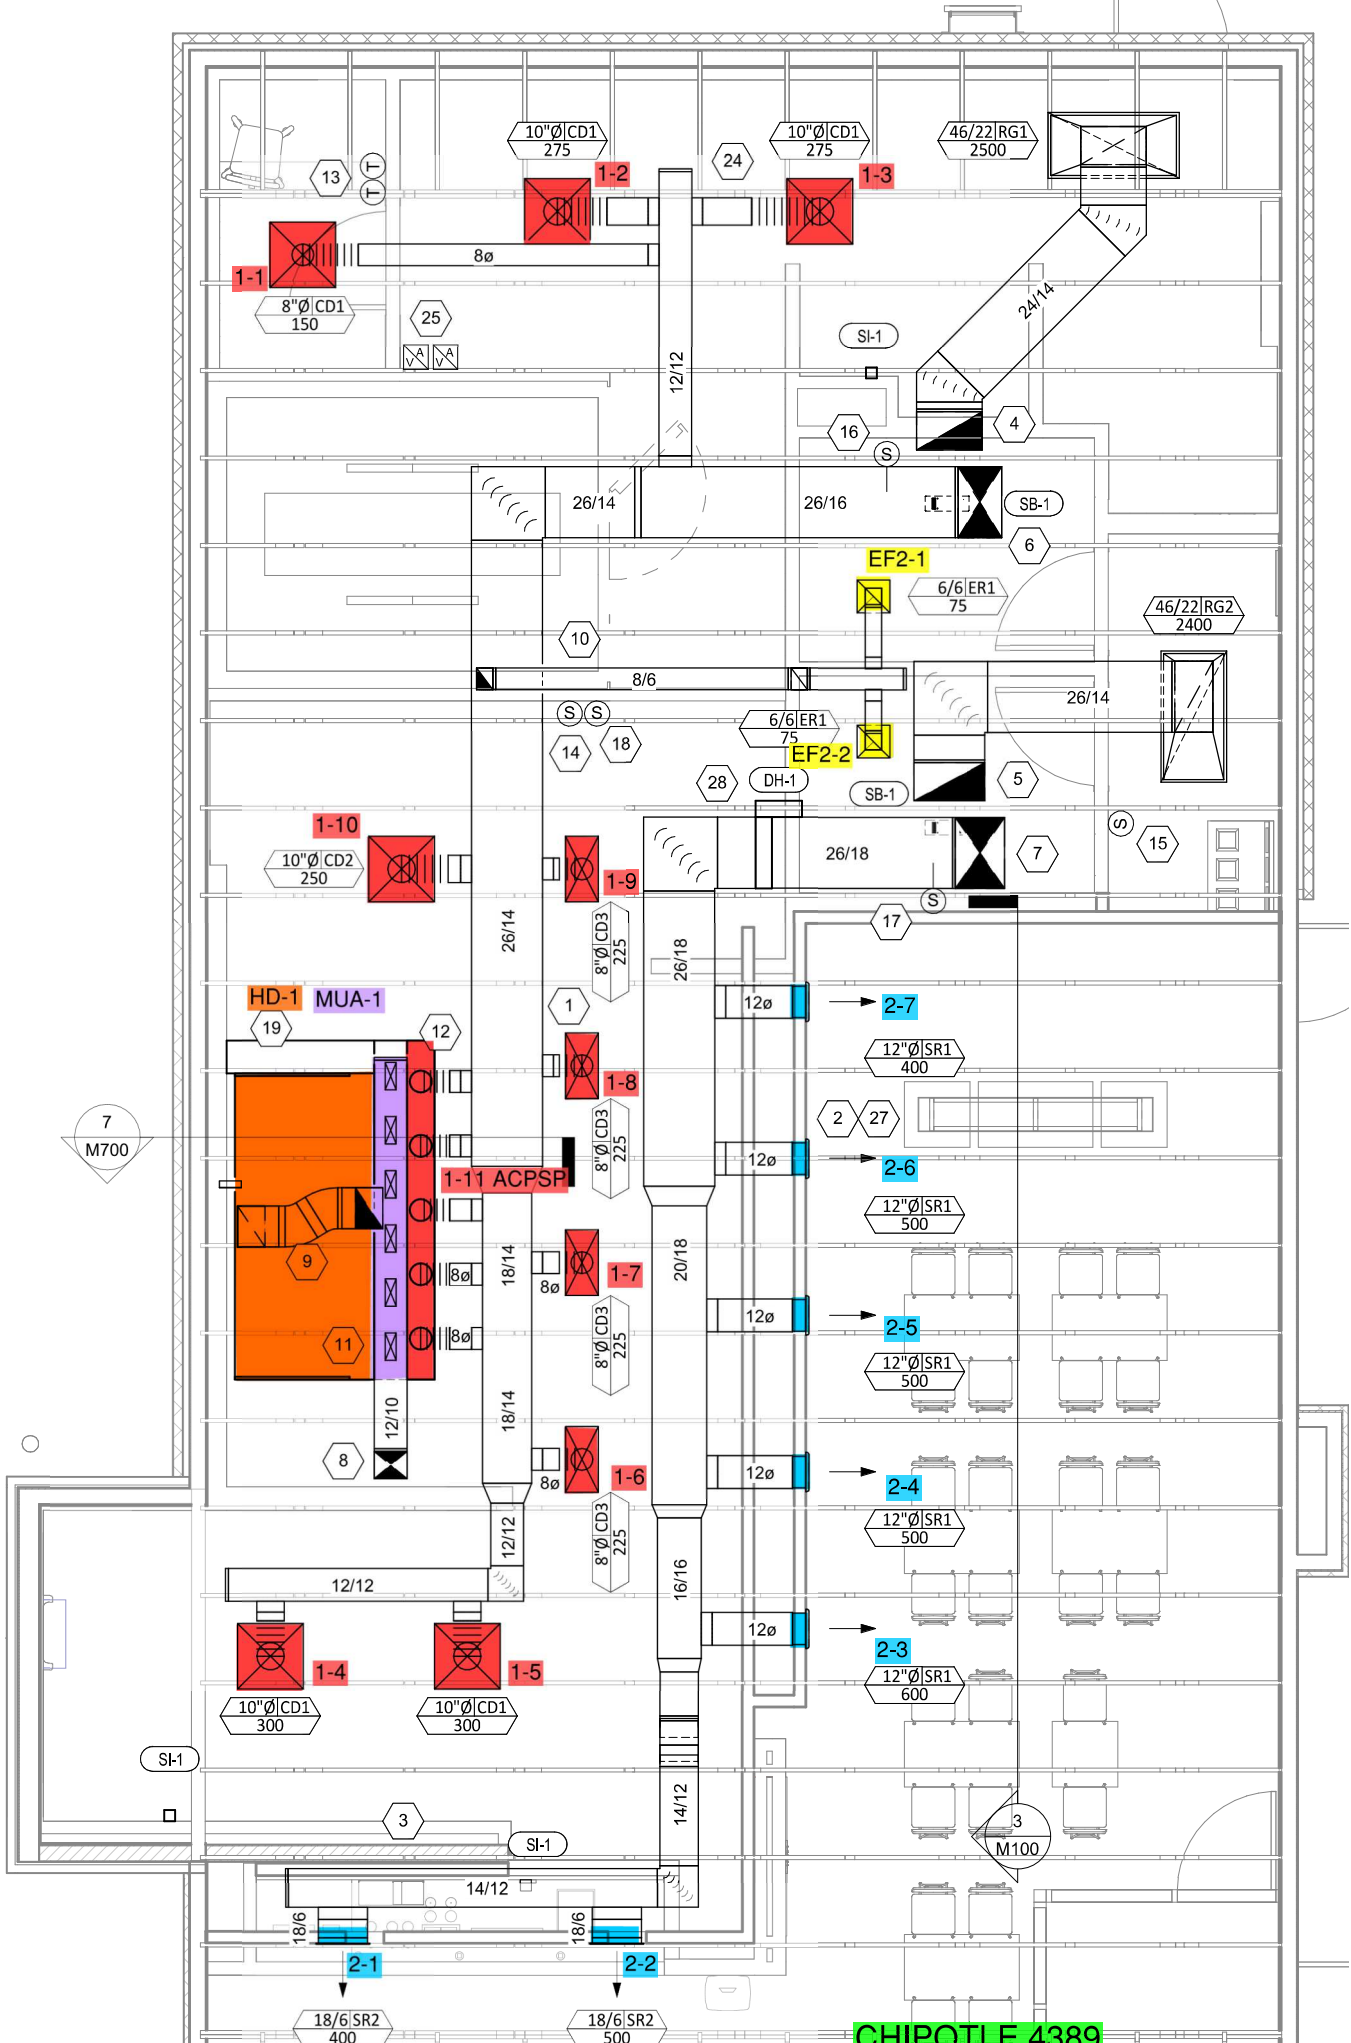 10"Ø CD1
275
10"Ø CD1
275
46/22 RG1
2500
24
1-2
1-3
13
T
T
1-1
8ø
8"Ø CD1
150
25
V A
V A
24/14
SI-1
12/12
16
4
S
26/14
26/16
SB-1
6
EF2-1
6/6 ER1
75
46/22 RG2
2400
10
8/6
26/14
S
S
14
18
6/6 ER1
75
EF2-2
28
DH-1
SB-1
5
1-10
10"Ø CD2
250
26/18
7
S
15
1-9
S
17
26/14
8"Ø CD3
225
26/18
HD-1
MUA-1
19
12
1
12ø
2-7
12"Ø SR1
400
1-8
8"Ø CD3
225
2
27
7
M700
12ø
2-6
1-11 ACPSP
12"Ø SR1
500
9
18/14
20/18
8ø
8ø
1-7
8"Ø CD3
225
12ø
2-5
11
8ø
12"Ø SR1
500
12/10
18/14
8
8ø
1-6
12ø
2-4
8"Ø CD3
225
12"Ø SR1
500
12/12
12/12
16/16
12ø
2-3
1-4
1-5
12"Ø SR1
600
10"Ø CD1
300
10"Ø CD1
300
SI-1
14/12
3
SI-1
3
M100
14/12
18/6
18/6
2-1
2-2
18/6 SR2
400
18/6 SR2
500
CHIPOTLE 4389